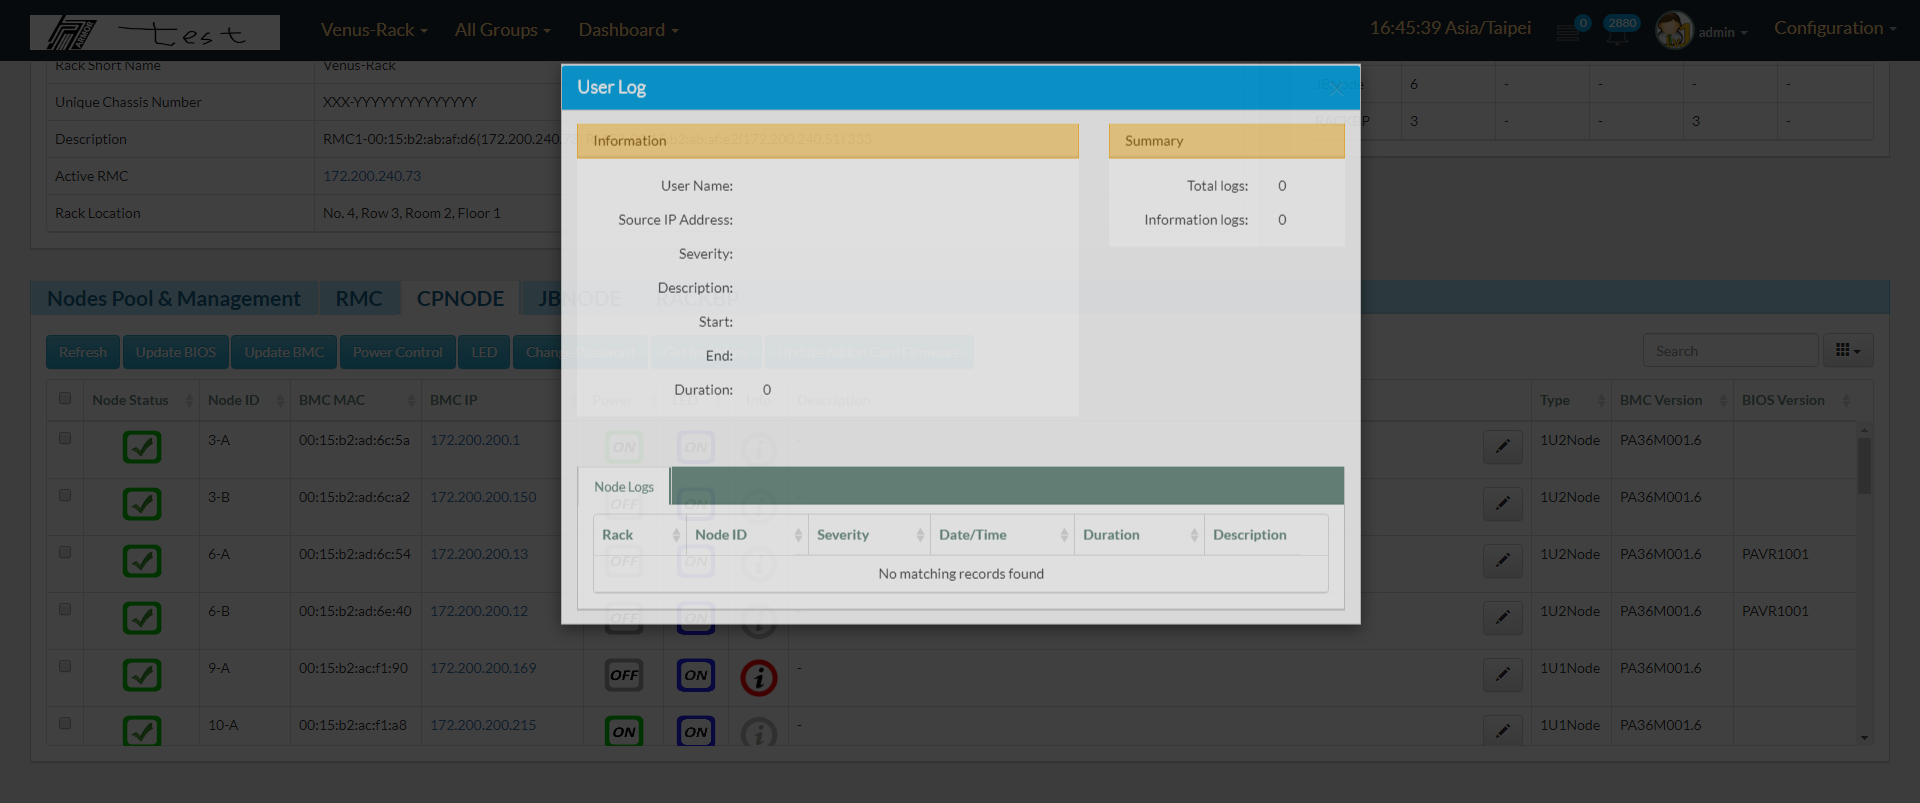 test
Venus-Rack
All Groups
Dashboard
16:45:39 Asia/Taipei
0
2880
admin
Configuration
Rack Short Name Venus-Rack
Unique Chassis Number XXX-YYYYYYYYYYYYYY
Description RMC1-00:15:b2:ab:af:d6(172.200.240.73)
Active RMC 172.200.240.73
Rack Location No. 4, Row 3, Room 2, Floor 1
JBnode 6 - - - -
RACKBP 3 - - 3 -
User Log
Information
User Name:
Source IP Address:
Severity:
Description:
Start:
End:
Duration: 0
Summary
Total logs: 0
Information logs: 0
Node Logs
Rack Node ID Severity Date/Time Duration Description
No matching records found
Nodes Pool & Management RMC CPNODE JBNODE RACKBP
Refresh Update BIOS Update BMC Power Control LED Change Password
Search
Node Status Node ID BMC MAC BMC IP Power LED Info Description Type BMC Version BIOS Version
3-A 00:15:b2:ad:6c:5a 172.200.200.1 ON ON - 1U2Node PA36M001.6
3-B 00:15:b2:ad:6c:a2 172.200.200.150 OFF ON - 1U2Node PA36M001.6
6-A 00:15:b2:ad:6c:54 172.200.200.13 OFF ON - 1U2Node PA36M001.6 PAVR1001
6-B 00:15:b2:ad:6e:40 172.200.200.12 OFF ON - 1U2Node PA36M001.6 PAVR1001
9-A 00:15:b2:ac:f1:90 172.200.200.169 OFF ON - 1U1Node PA36M001.6
10-A 00:15:b2:ac:f1:a8 172.200.200.215 ON ON - 1U1Node PA36M001.6